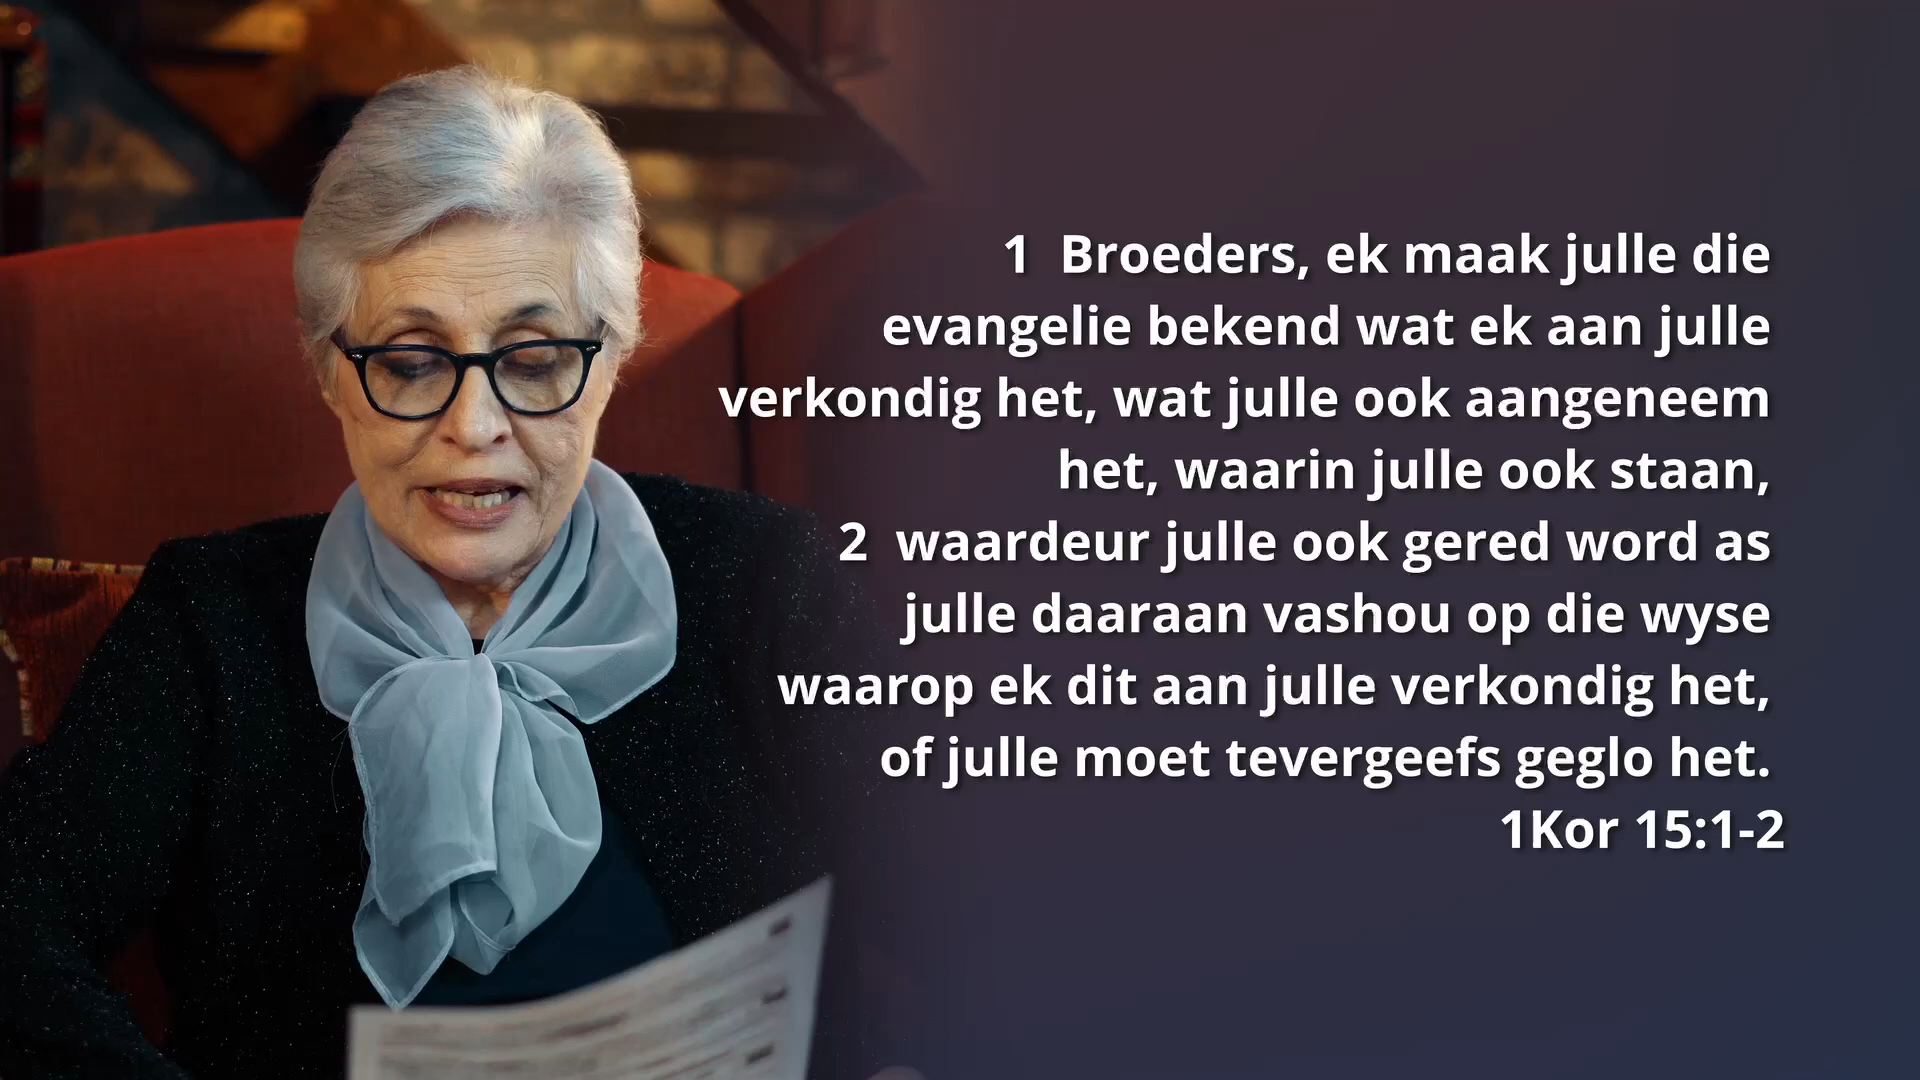 1 Broeders, ek maak julle die
evangelie bekend wat ek aan julle
verkondig het, wat julle ook aangeneem
het, waarin julle ook staan,
2 waardeur julle ook gered word as
julle daaraan vashou op die wyse
waarop ek dit aan julle verkondig het,
of julle moet tevergeefs geglo het.
1Kor 15:1-2